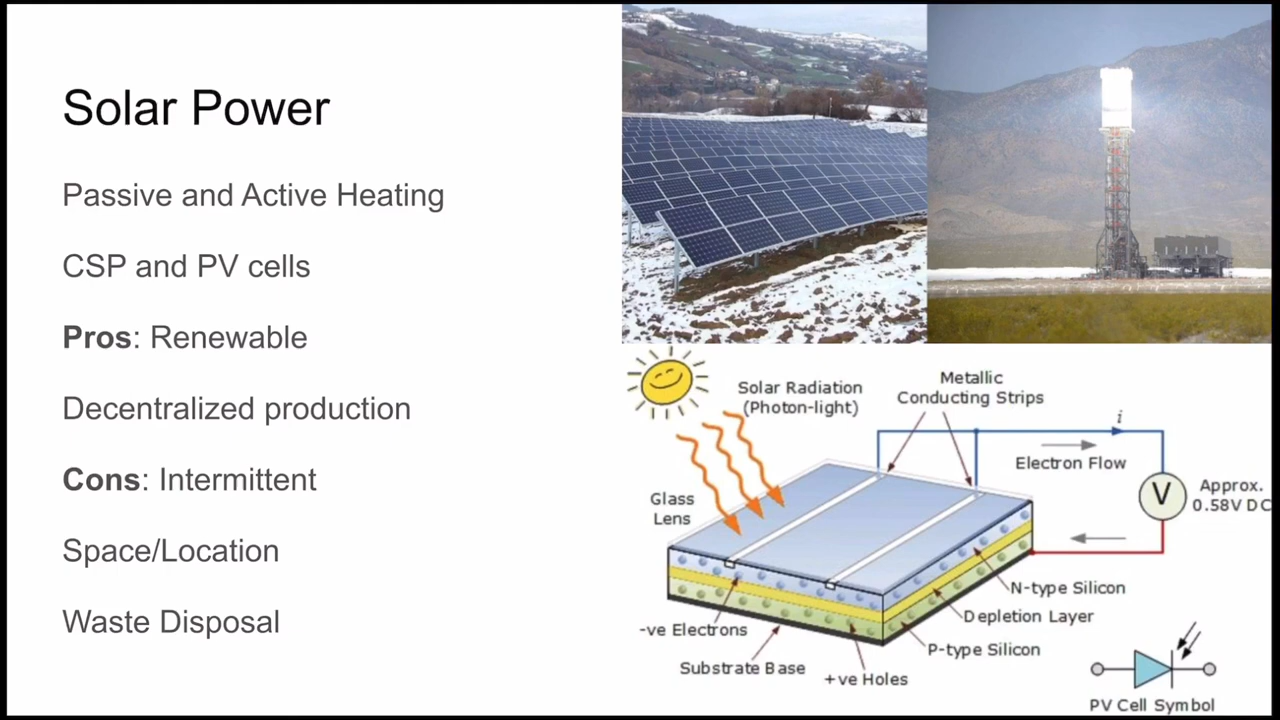 Solar Power
Passive and Active Heating
CSP and PV cells
Pros: Renewable
Decentralized production
Cons: Intermittent
Space/Location
Waste Disposal
Solar Radiation
(Photon-light)
Metallic
Conducting Strips
i
Electron Flow
V
Approx.
0.58V DC
Glass
Lens
N-type Silicon
Depletion Layer
P-type Silicon
-ve Electrons
Substrate Base
+ve Holes
PV Cell Symbol